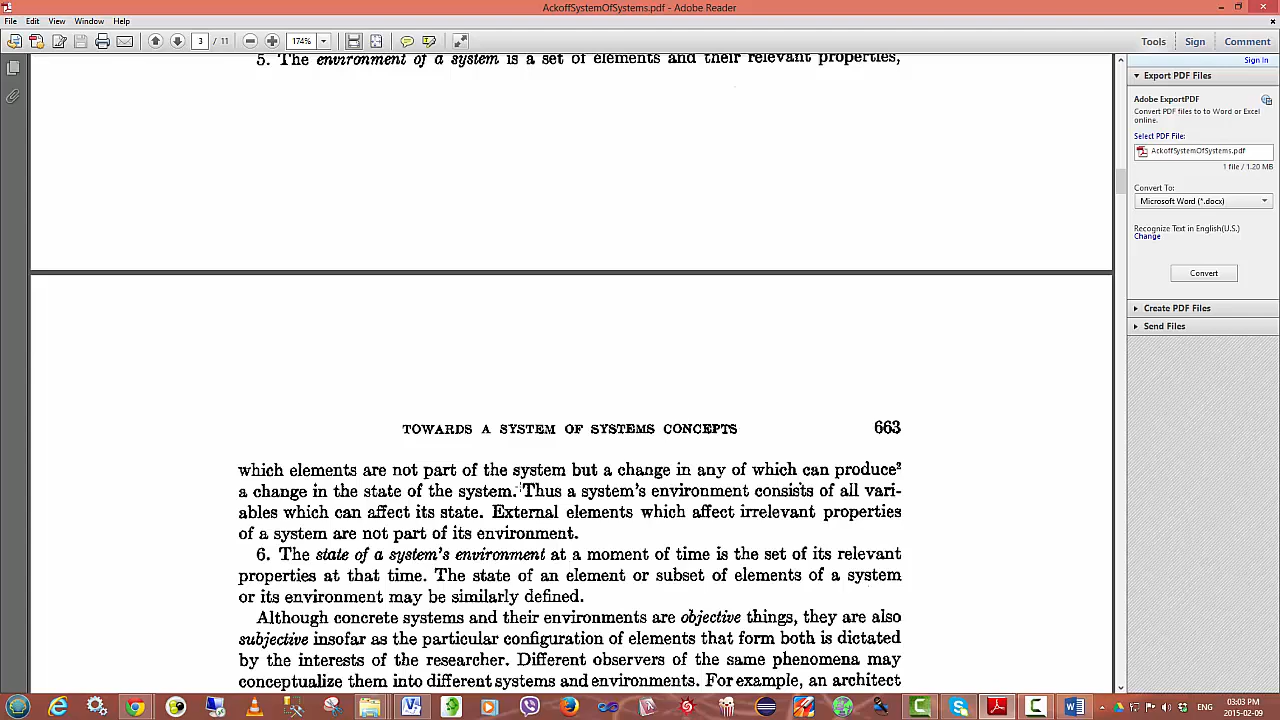 AckoffSystemOfSystems.pdf - Adobe Reader
File Edit View Window Help
3 / 11 174% Tools Sign Comment
Sign In
Export PDF Files
Adobe ExportPDF
Convert PDF files to to Word or Excel
online.
Select PDF File:
AckoffSystemOfSystems.pdf
1 file / 1.20 MB
Convert To:
Microsoft Word (*.docx)
Recognize Text in English(U.S.)
Change
Convert
Create PDF Files
Send Files
5. The environment of a system is a set of elements and their relevant properties,
TOWARDS A SYSTEM OF SYSTEMS CONCEPTS 663
which elements are not part of the system but a change in any of which can produce²
a change in the state of the system. Thus a system's environment consists of all vari-
ables which can affect its state. External elements which affect irrelevant properties
of a system are not part of its environment.
6. The state of a system's environment at a moment of time is the set of its relevant
properties at that time. The state of an element or subset of elements of a system
or its environment may be similarly defined.
Although concrete systems and their environments are objective things, they are also
subjective insofar as the particular configuration of elements that form both is dictated
by the interests of the researcher. Different observers of the same phenomena may
conceptualize them into different systems and environments. For example, an architect
ENG 03:03 PM
2015-02-09